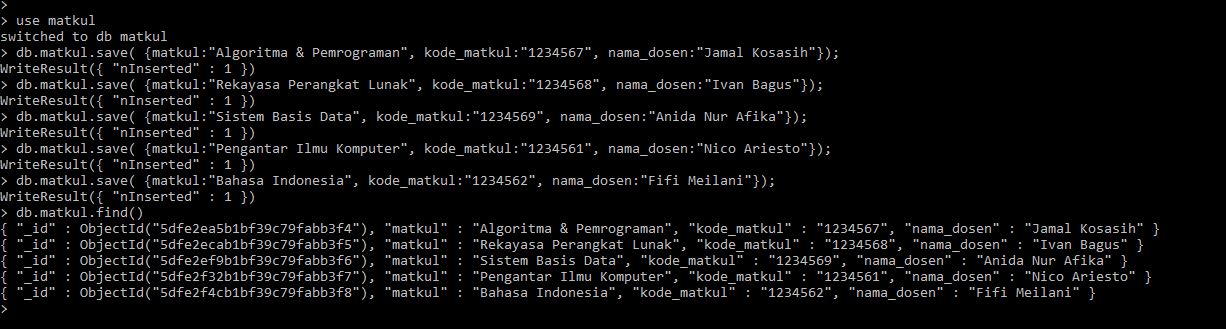 >
> use matkul
switched to db matkul
> db.matkul.save( {matkul:"Algoritma & Pemrograman", kode_matkul:"1234567", nama_dosen:"Jamal Kosasih"});
WriteResult({ "nInserted" : 1 })
> db.matkul.save( {matkul:"Rekayasa Perangkat Lunak", kode_matkul:"1234568", nama_dosen:"Ivan Bagus"});
WriteResult({ "nInserted" : 1 })
> db.matkul.save( {matkul:"Sistem Basis Data", kode_matkul:"1234569", nama_dosen:"Anida Nur Afika"});
WriteResult({ "nInserted" : 1 })
> db.matkul.save( {matkul:"Pengantar Ilmu Komputer", kode_matkul:"1234561", nama_dosen:"Nico Ariesto"});
WriteResult({ "nInserted" : 1 })
> db.matkul.save( {matkul:"Bahasa Indonesia", kode_matkul:"1234562", nama_dosen:"Fifi Meilani"});
WriteResult({ "nInserted" : 1 })
> db.matkul.find()
{ "_id" : ObjectId("5dfe2ea5b1bf39c79fabb3f4"), "matkul" : "Algoritma & Pemrograman", "kode_matkul" : "1234567", "nama_dosen" : "Jamal Kosasih" }
{ "_id" : ObjectId("5dfe2ecab1bf39c79fabb3f5"), "matkul" : "Rekayasa Perangkat Lunak", "kode_matkul" : "1234568", "nama_dosen" : "Ivan Bagus" }
{ "_id" : ObjectId("5dfe2ef9b1bf39c79fabb3f6"), "matkul" : "Sistem Basis Data", "kode_matkul" : "1234569", "nama_dosen" : "Anida Nur Afika" }
{ "_id" : ObjectId("5dfe2f32b1bf39c79fabb3f7"), "matkul" : "Pengantar Ilmu Komputer", "kode_matkul" : "1234561", "nama_dosen" : "Nico Ariesto" }
{ "_id" : ObjectId("5dfe2f4cb1bf39c79fabb3f8"), "matkul" : "Bahasa Indonesia", "kode_matkul" : "1234562", "nama_dosen" : "Fifi Meilani" }
>